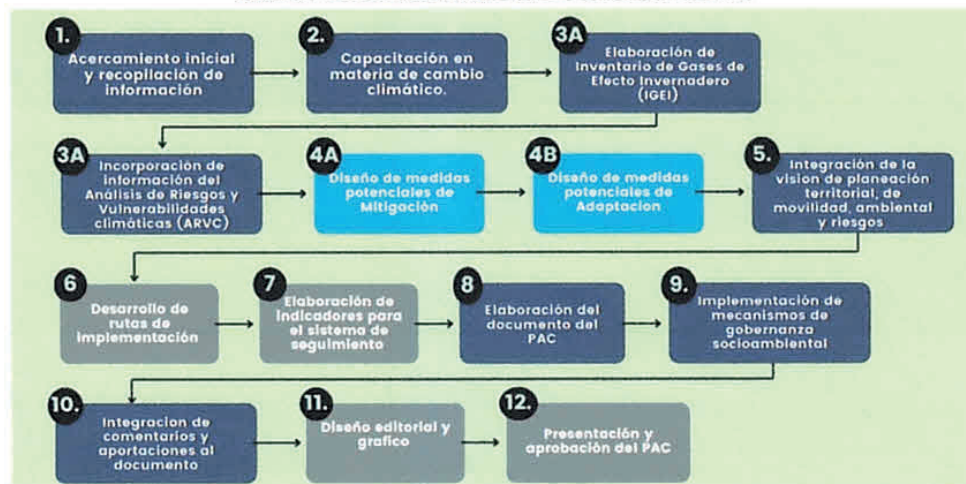 1.
Acercamiento inicial
y recopilación de
información
2.
Capacitación en
materia de cambio
climático.
3A
Elaboración de
Inventario de Gases de
Efecto Invernadero
(IGEI)
3A
Incorporación de
información del
Análisis de Riesgos y
Vulnerabilidades
climáticas (ARVC)
4A
Diseño de medidas
potenciales de
Mitigación
4B
Diseño de medidas
potenciales de
Adaptacion
5.
Integración de la
vision de planeación
territorial, de
movilidad, ambiental
y riesgos
6
Desarrollo de
rutas de
implementación
7
Elaboración de
indicadores para
el sistema de
seguimiento
8
Elaboración del
documento del
PAC
9.
Implementación de
mecanismos de
gobernanza
socioambiental
10.
Integracion de
comentarios y
aportaciones al
documento
11.
Diseño editorial y
grafico
12.
Presentación y
aprobación del PAC